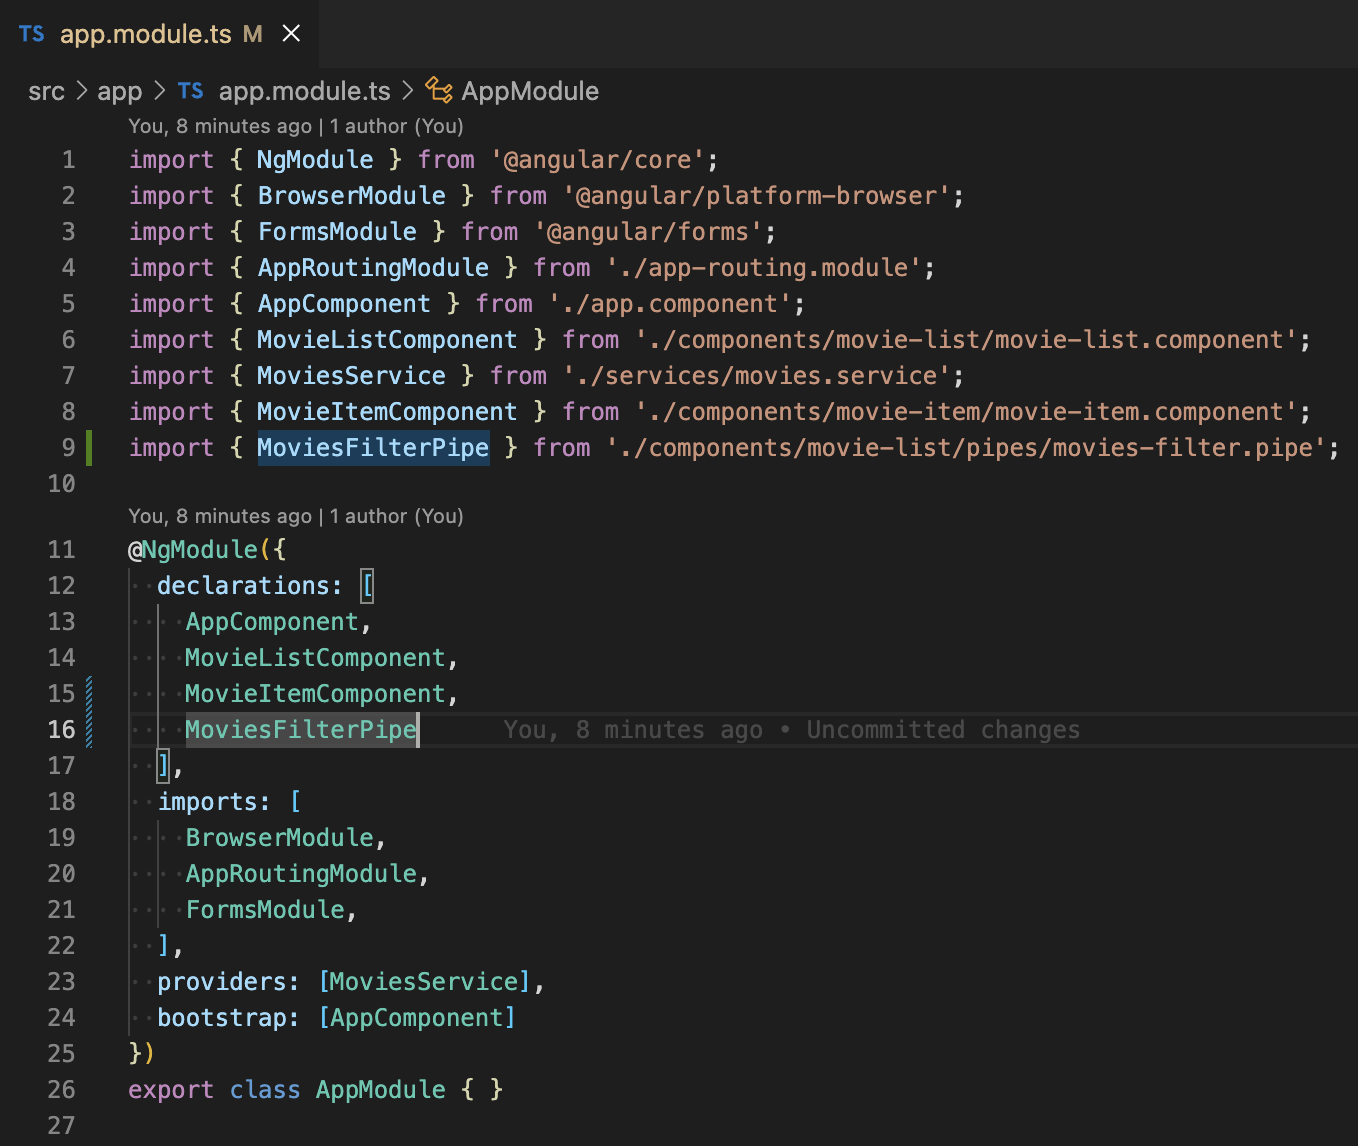 TS app.module.ts M ×
src > app > TS app.module.ts > AppModule
You, 8 minutes ago | 1 author (You)
1 import { NgModule } from '@angular/core';
2 import { BrowserModule } from '@angular/platform-browser';
3 import { FormsModule } from '@angular/forms';
4 import { AppRoutingModule } from './app-routing.module';
5 import { AppComponent } from './app.component';
6 import { MovieListComponent } from './components/movie-list/movie-list.component';
7 import { MoviesService } from './services/movies.service';
8 import { MovieItemComponent } from './components/movie-item/movie-item.component';
9 import { MoviesFilterPipe } from './components/movie-list/pipes/movies-filter.pipe';
10
You, 8 minutes ago | 1 author (You)
11 @NgModule({
12   declarations: [
13     AppComponent,
14     MovieListComponent,
15     MovieItemComponent,
16     MoviesFilterPipe You, 8 minutes ago • Uncommitted changes
17   ],
18   imports: [
19     BrowserModule,
20     AppRoutingModule,
21     FormsModule,
22   ],
23   providers: [MoviesService],
24   bootstrap: [AppComponent]
25 })
26 export class AppModule { }
27